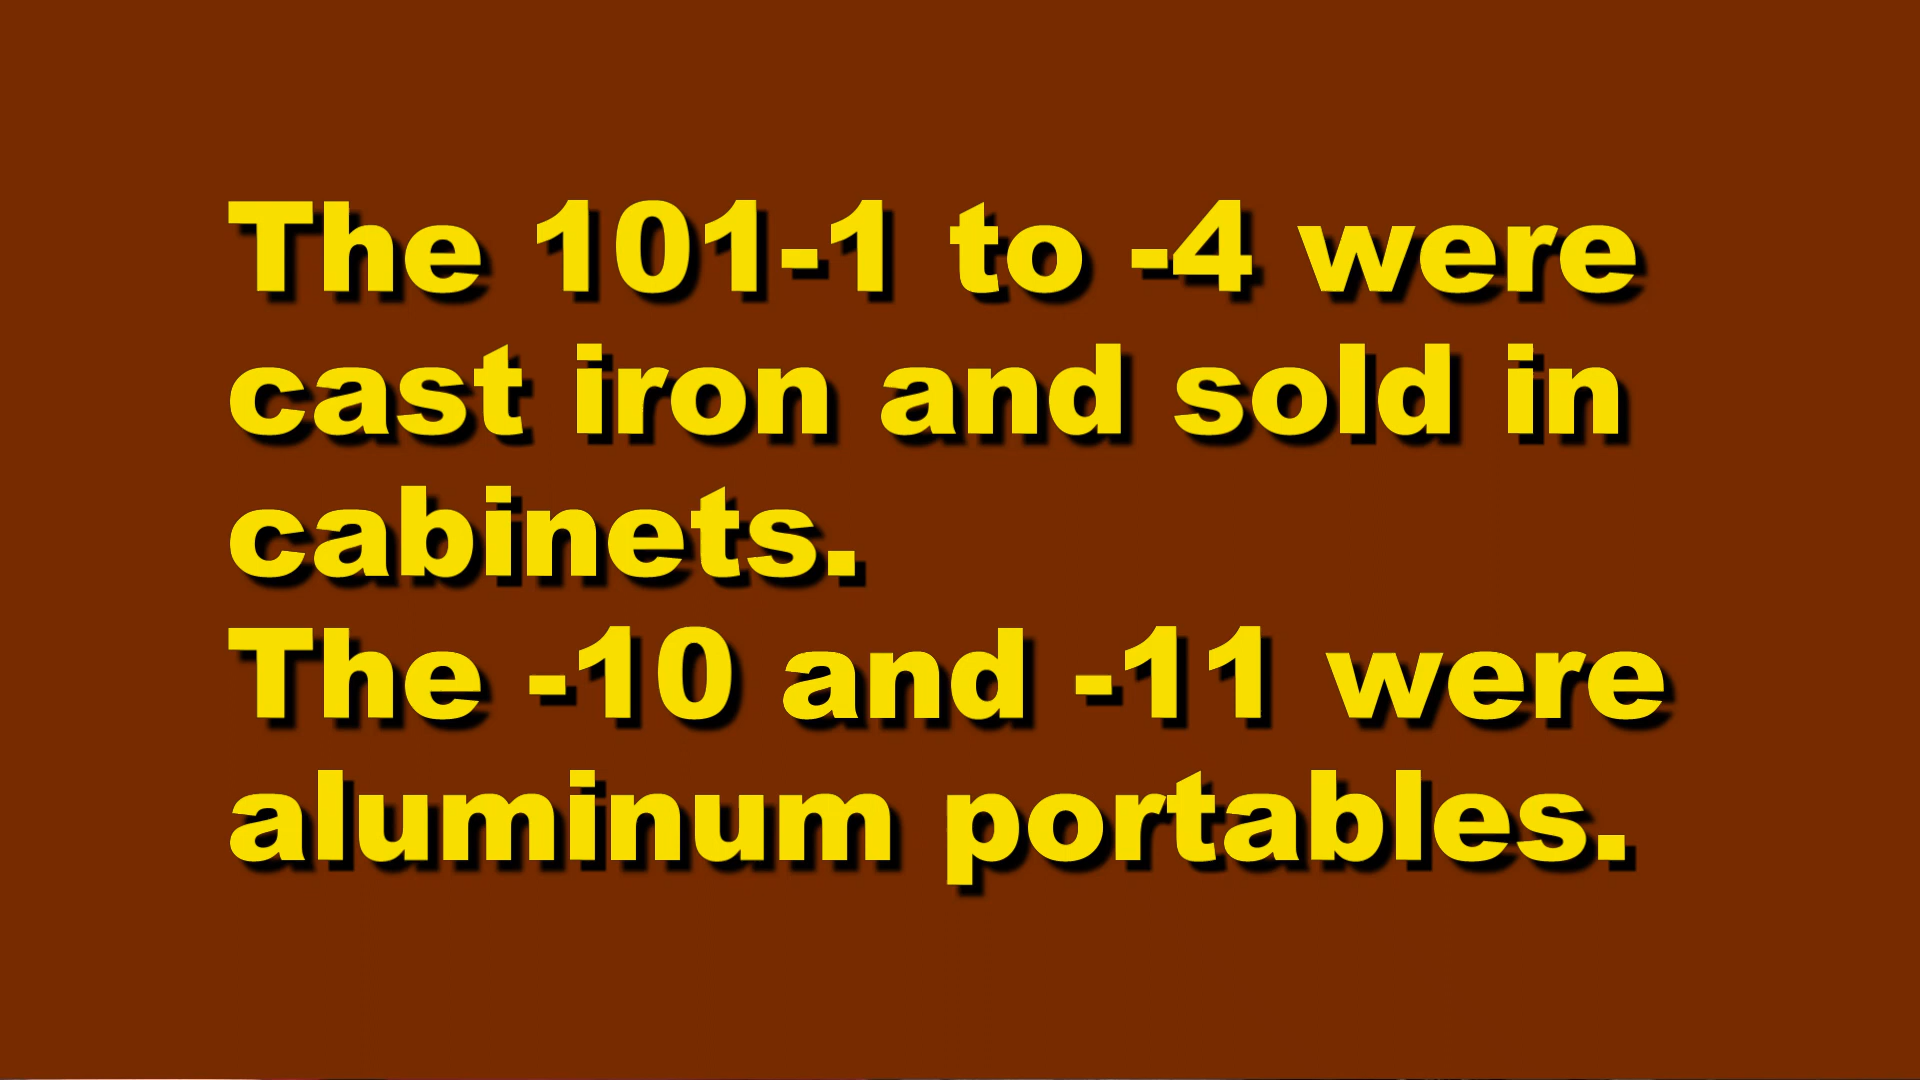 The 101-1 to -4 were
cast iron and sold in
cabinets.
The -10 and -11 were
aluminum portables.